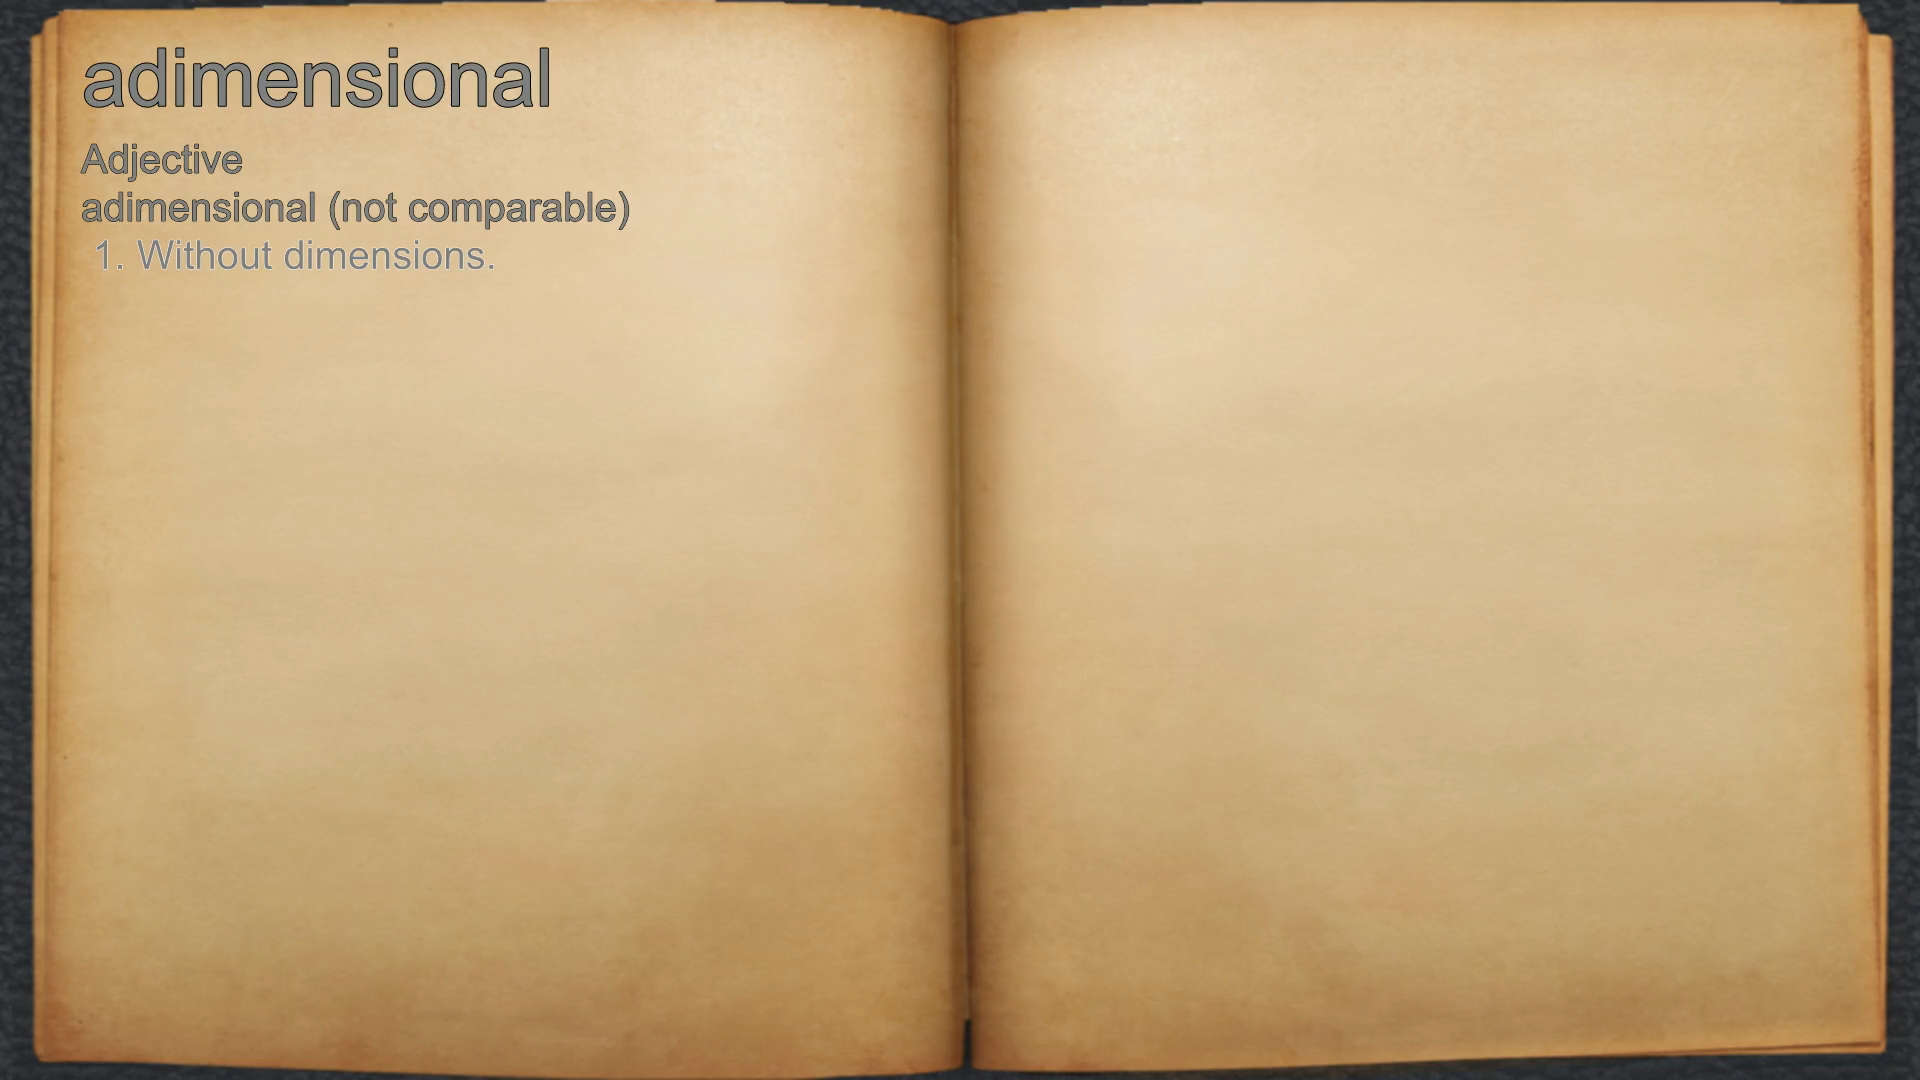 adimensional
Adjective
adimensional (not comparable)
1. Without dimensions.